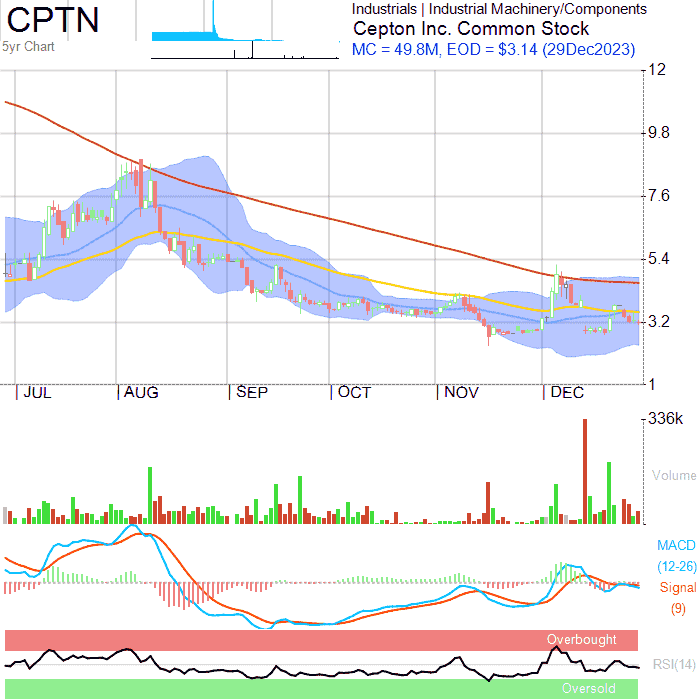 CPTN
5yr Chart
Industrials | Industrial Machinery/Components
Cepton Inc. Common Stock
MC = 49.8M, EOD = $3.14 (29Dec2023)
12
9.8
7.6
5.4
3.2
1
JUL AUG SEP OCT NOV DEC
336k
Volume
MACD
(12-26)
Signal
(9)
Overbought
RSI(14)
Oversold